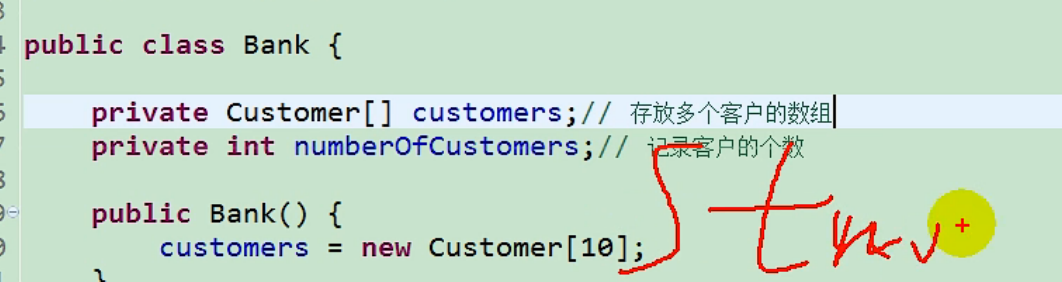 public class Bank {
private Customer[] customers;// 存放多个客户的数组
private int numberOfCustomers;// 记录客户的个数
public Bank() {
customers = new Customer[10];
}